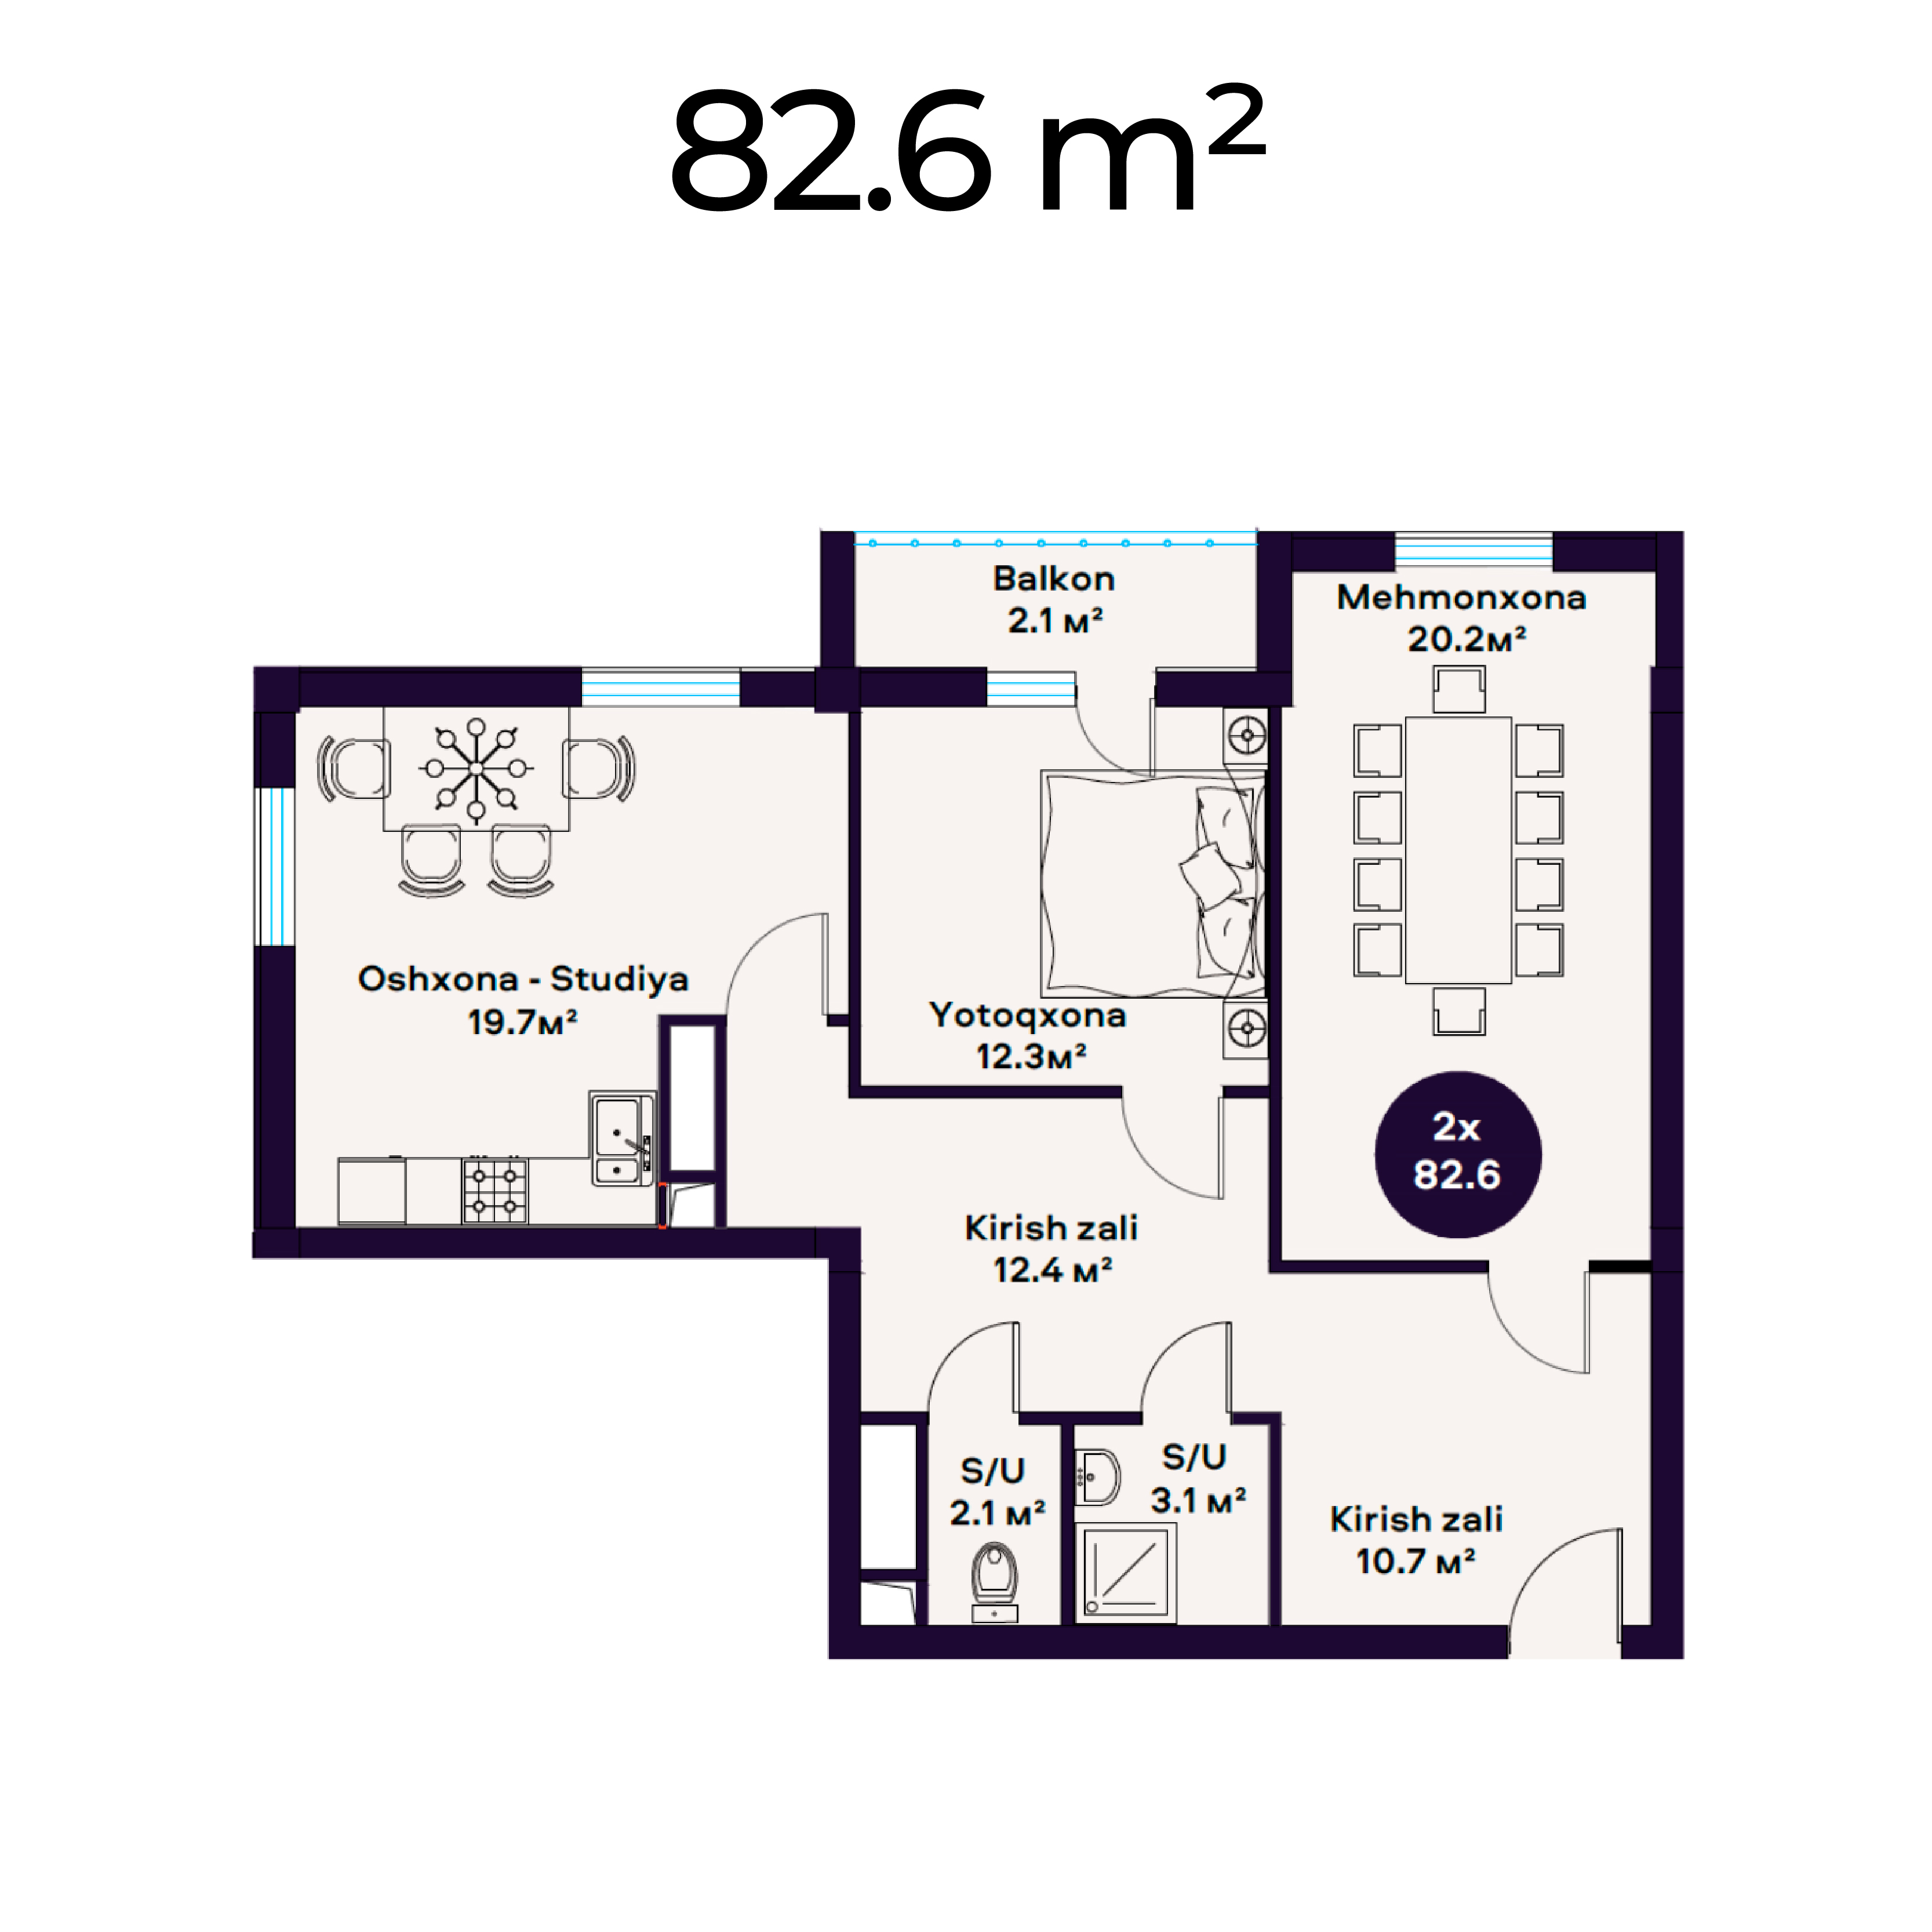 82.6 m²
Balkon
2.1 м²
Mehmonxona
20.2м²
Oshxona - Studiya
19.7м²
Yotoqxona
12.3м²
2x
82.6
Kirish zali
12.4 м²
S/U
2.1 м²
S/U
3.1 м²
Kirish zali
10.7 м²